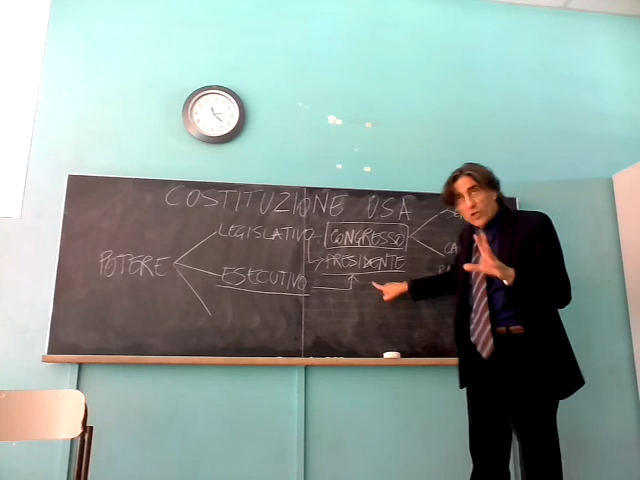 COSTITUZIONE USA
LEGISLATIVO CONGRESSO
POTERE
PRESIDENTE
ESECUTIVO